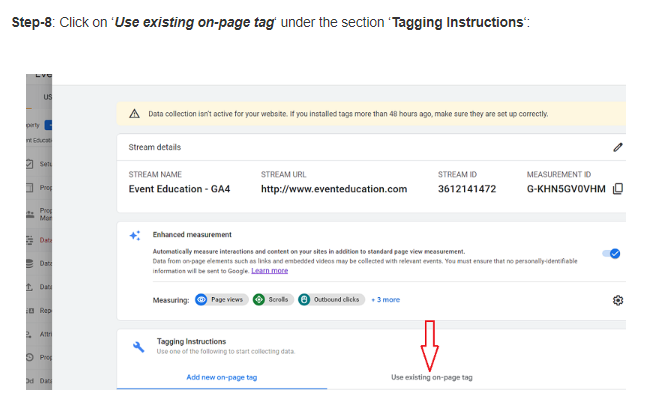 Step-8: Click on 'Use existing on-page tag' under the section 'Tagging Instructions':
US
Data collection isn't active for your website. If you installed tags more than 48 hours ago, make sure they are set up correctly.
Stream details
STREAM NAME STREAM URL STREAM ID MEASUREMENT ID
Event Education - GA4 http://www.eventeducation.com 3612141472 G-KHN5GV0VHM
Enhanced measurement
Automatically measure interactions and content on your sites in addition to standard page view measurement.
Data from on-page elements such as links and embedded videos may be collected with relevant events. You must ensure that no personally-identifiable
information will be sent to Google. Learn more
Measuring: Page views Scrolls Outbound clicks + 3 more
Tagging Instructions
Use one of the following to start collecting data.
Add new on-page tag Use existing on-page tag